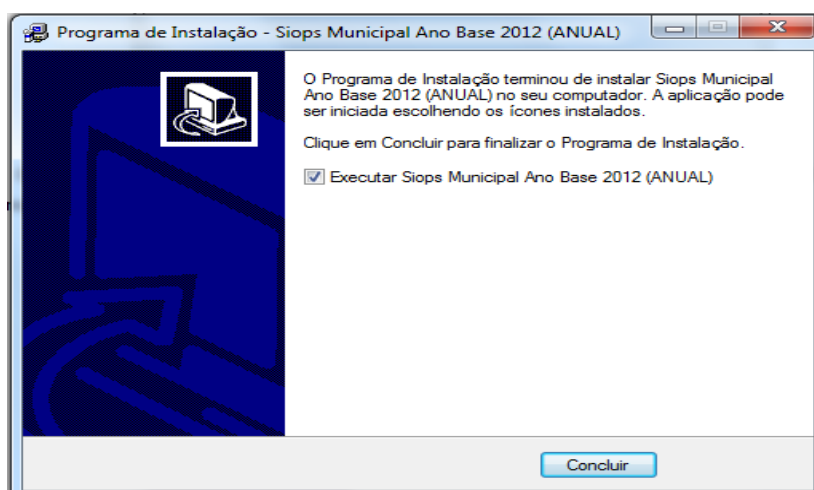 Programa de Instalação - Siops Municipal Ano Base 2012 (ANUAL)
O Programa de Instalação terminou de instalar Siops Municipal
Ano Base 2012 (ANUAL) no seu computador. A aplicação pode
ser iniciada escolhendo os ícones instalados.
Clique em Concluir para finalizar o Programa de Instalação.
Executar Siops Municipal Ano Base 2012 (ANUAL)
Concluir